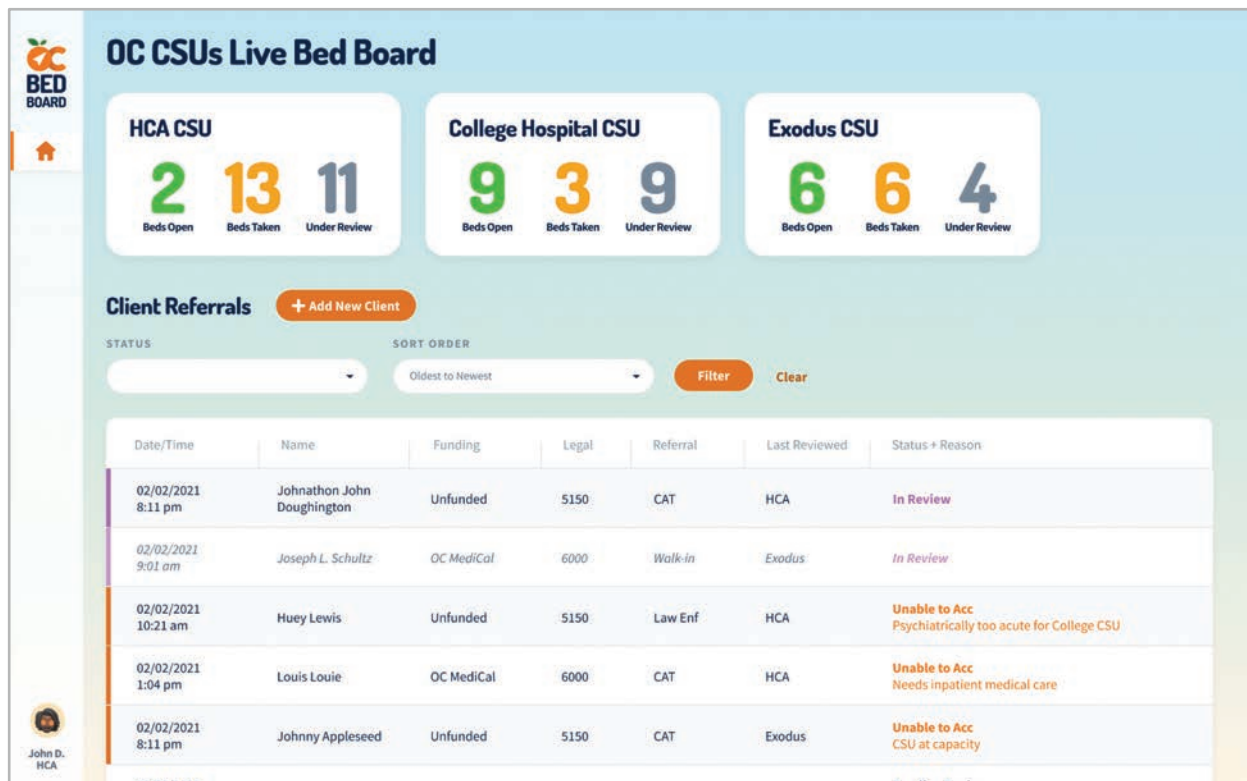 OC
BED
BOARD
OC CSUs Live Bed Board
HCA CSU
2 13 11
Beds Open Beds Taken Under Review
College Hospital CSU
9 3 9
Beds Open Beds Taken Under Review
Exodus CSU
6 6 4
Beds Open Beds Taken Under Review
Client Referrals + Add New Client
STATUS SORT ORDER
Oldest to Newest Filter Clear
Date/Time Name Funding Legal Referral Last Reviewed Status + Reason
02/02/2021
8:11 pm
Johnathon John
Doughington
Unfunded 5150 CAT HCA In Review
02/02/2021
9:01 am
Joseph L. Schultz OC MediCal 6000 Walk-in Exodus In Review
02/02/2021
10:21 am
Huey Lewis Unfunded 5150 Law Enf HCA
Unable to Acc
Psychiatrically too acute for College CSU
02/02/2021
1:04 pm
Louis Louie OC MediCal 6000 CAT HCA
Unable to Acc
Needs inpatient medical care
02/02/2021
8:11 pm
Johnny Appleseed Unfunded 5150 CAT Exodus
Unable to Acc
CSU at capacity
John D.
HCA